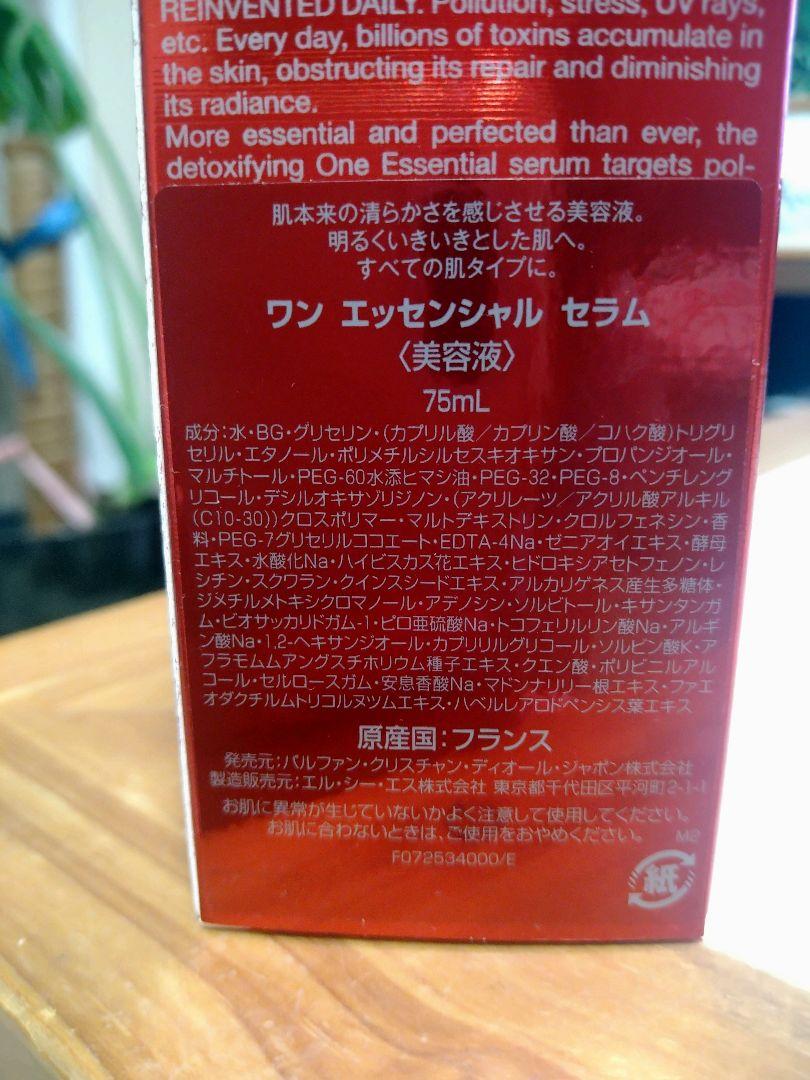 REINVENTED DAILY. Pollution, stress, UV rays,
etc. Every day, billions of toxins accumulate in
the skin, obstructing its repair and diminishing
its radiance.
More essential and perfected than ever, the
detoxifying One Essential serum targets pol-
肌本来の清らかさを感じさせる美容液。
明るくいきいきとした肌へ。
すべての肌タイプに。
ワン エッセンシャル セラム
〈美容液〉
75mL
成分:水・BG・グリセリン・(カプリル酸/カプリン酸/コハク酸)トリグリ
セリル・エタノール・ポリメチルシルセスキオキサン・プロパンジオール・
マルチトール・PEG-60水添ヒマシ油・PEG-32・PEG-8・ペンチレング
リコール・デシルオキサゾリジノン・(アクリレーツ/アクリル酸アルキル
(C10-30))クロスポリマー・マルトデキストリン・クロルフェネシン・香
料・PEG-7グリセリルココエート・EDTA-4Na・ゼニアオイエキス・酵母
エキス・水酸化Na・ハイビスカス花エキス・ヒドロキシアセトフェノン・レ
シチン・スクワラン・クインスシードエキス・アルカリゲネス産生多糖体・
ジメチルメトキシクロマノール・アデノシン・ソルビトール・キサンタンガ
ム・ビオサッカリドガム-1・ピロ亜硫酸Na・トコフェリルリン酸Na・アルギ
ン酸Na・1,2-ヘキサンジオール・カプリリルグリコール・ソルビン酸K・ア
フラモムムアングスチホリウム種子エキス・クエン酸・ポリビニルアル
コール・セルロースガム・安息香酸Na・マドンナリリー根エキス・ファエ
オダクチルムトリコルヌツムエキス・ハベルレアロドペンシス葉エキス
原産国:フランス
発売元:パルファン・クリスチャン・ディオール・ジャポン株式会社
製造販売元:エル・シー・エス株式会社 東京都千代田区平河町2-1-1
お肌に異常が生じていないかよく注意して使用してください。
お肌に合わないときは、ご使用をおやめください。 M2
F072534000/E
紙